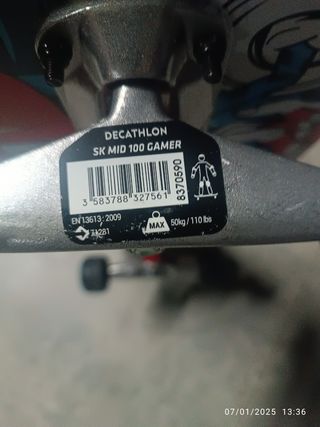 DECATHLON
SK MID 100 GAMER
3 583788 327561
8370590
EN 13613 : 2009
MAX
50kg / 110 lbs
07/01/2025 13:36